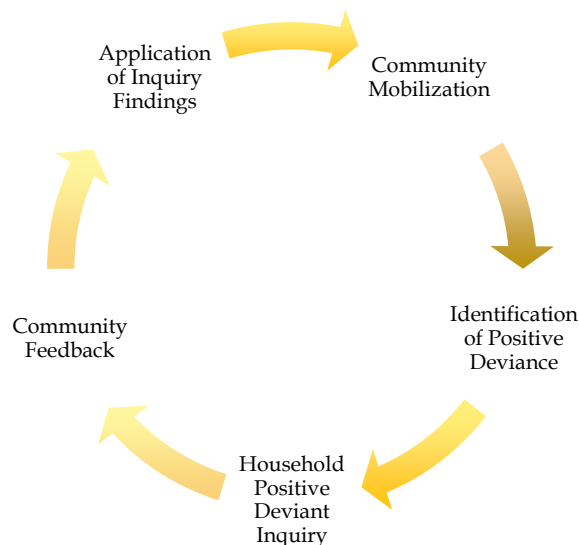 Application
of Inquiry
Findings
Community
Mobilization
Identification
of Positive
Deviance
Household
Positive
Deviant
Inquiry
Community
Feedback